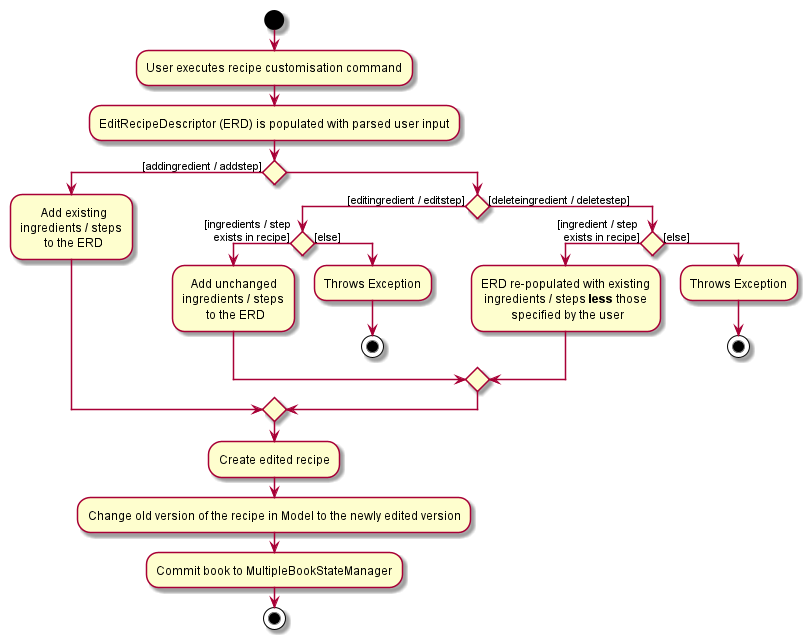 User executes recipe customisation command
EditRecipeDescriptor (ERD) is populated with parsed user input
[addingredient / addstep]
Add existing
ingredients / steps
to the ERD
[editingredient / editstep]
[deleteingredient / deletestep]
[ingredients / step
exists in recipe]
[else]
Add unchanged
ingredients / steps
to the ERD
Throws Exception
[ingredient / step
exists in recipe]
[else]
ERD re-populated with existing
ingredients / steps less those
specified by the user
Throws Exception
Create edited recipe
Change old version of the recipe in Model to the newly edited version
Commit book to MultipleBookStateManager